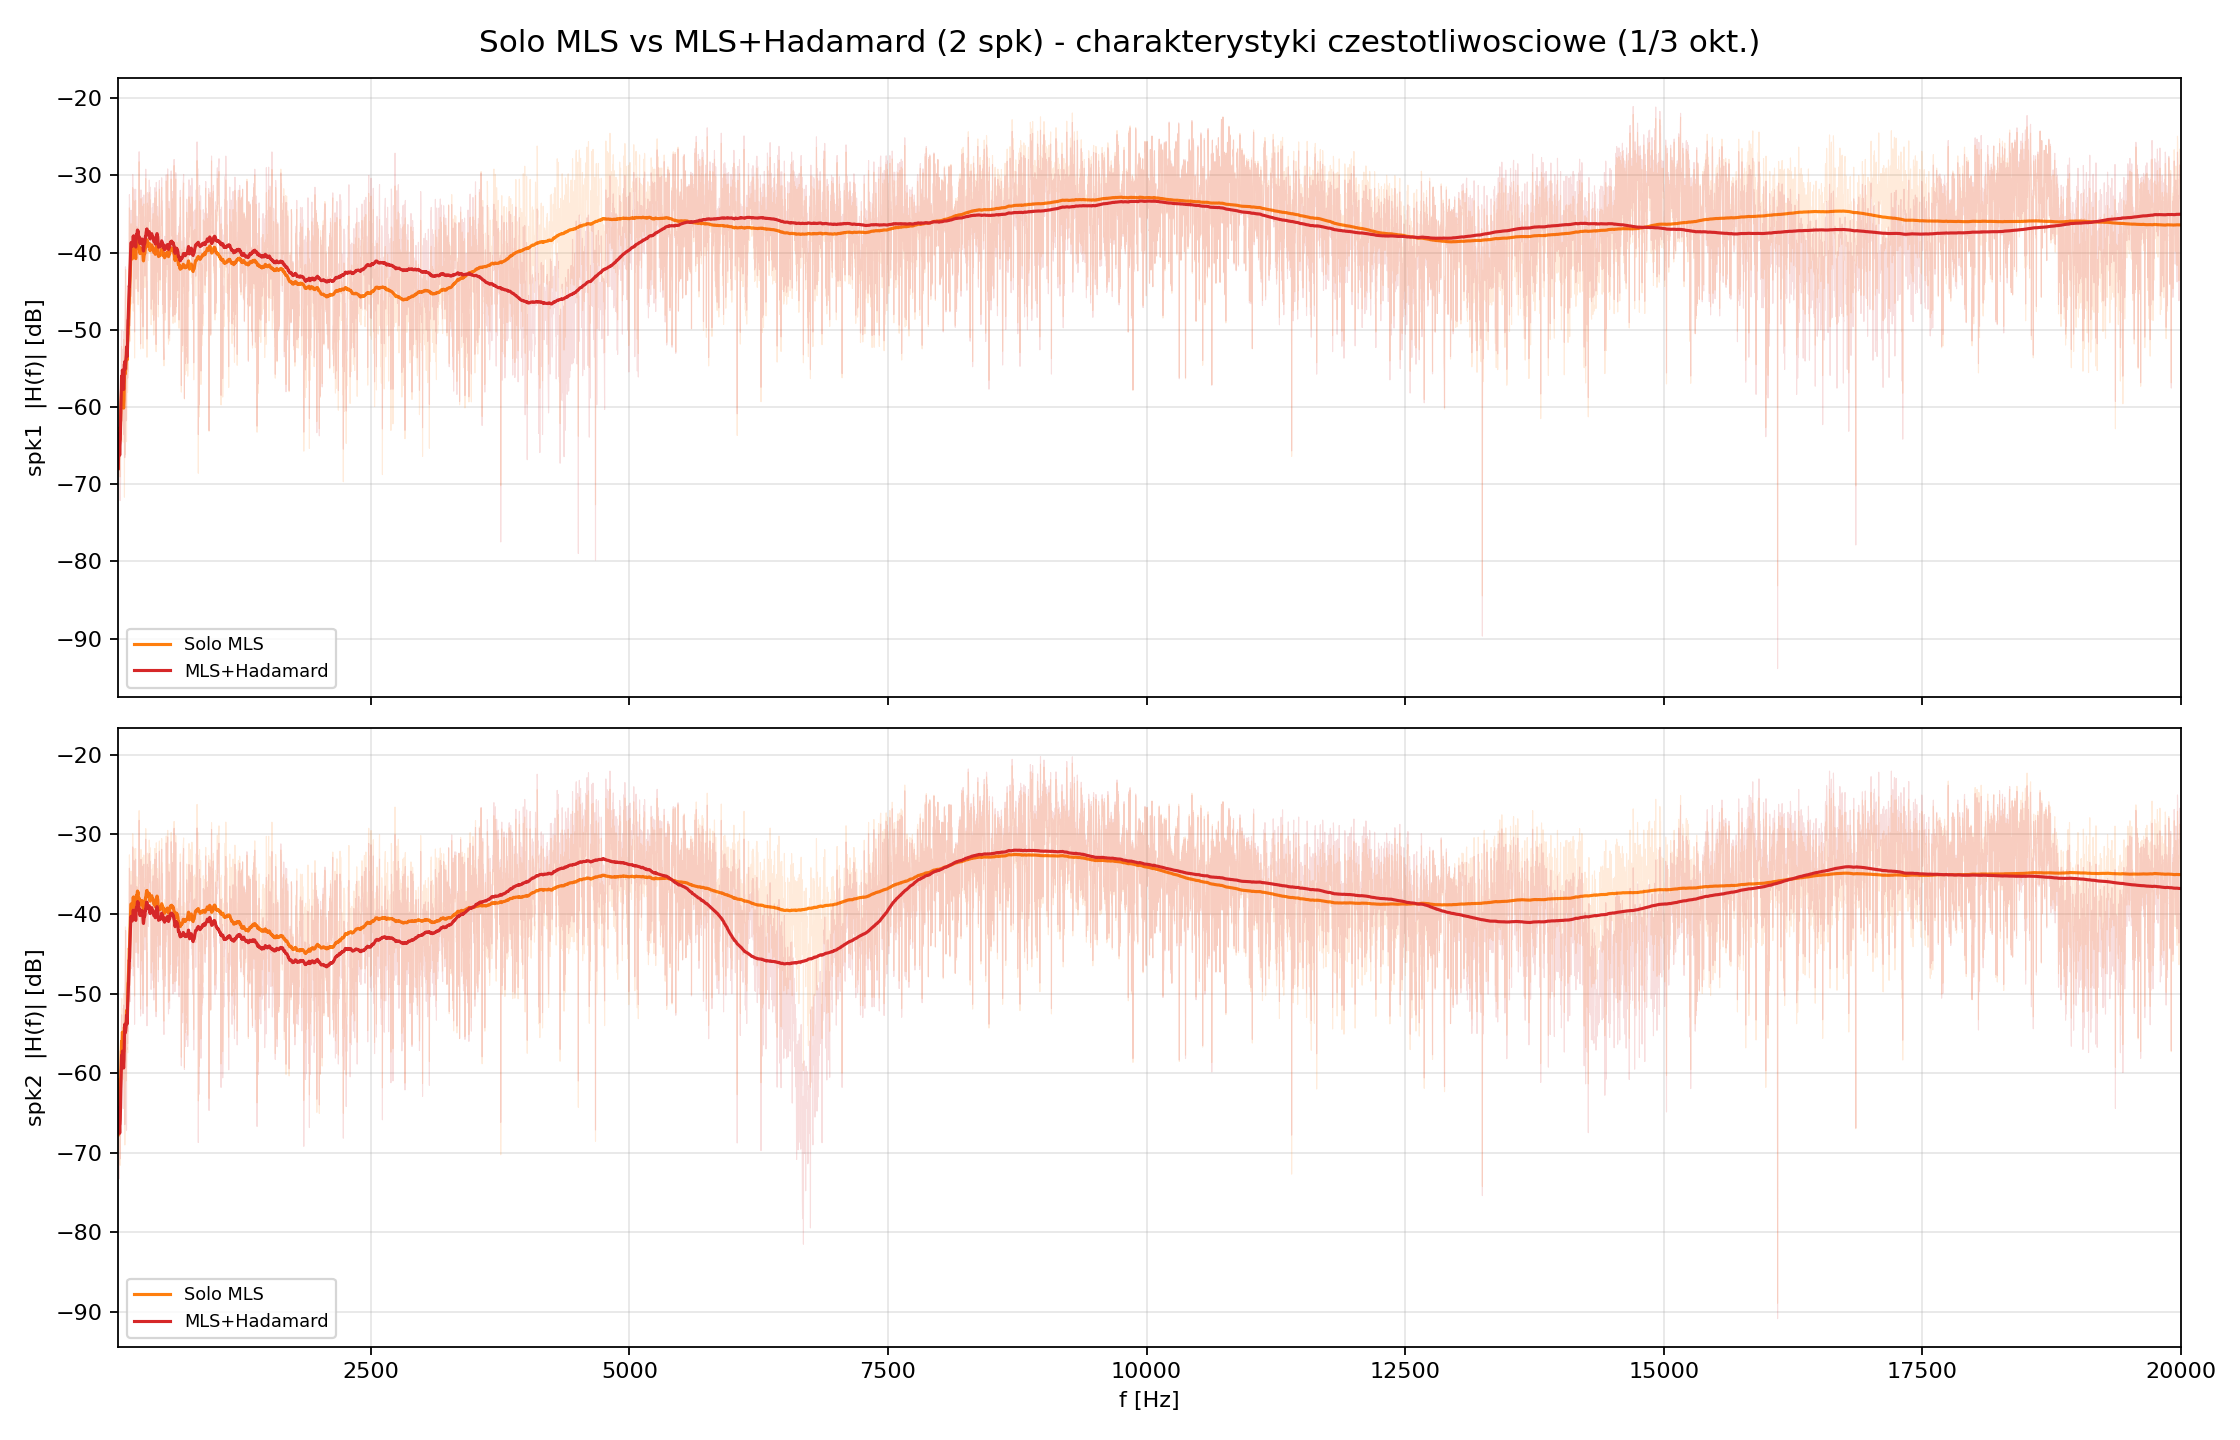 Solo MLS vs MLS+Hadamard (2 spk) - charakterystyki czestotliwosciowe (1/3 okt.)
−20
−30
−40
−50
−60
−70
−80
−90
spk1 |H(f)| [dB]
Solo MLS
MLS+Hadamard
−20
−30
−40
−50
−60
−70
−80
−90
spk2 |H(f)| [dB]
Solo MLS
MLS+Hadamard
2500 5000 7500 10000 12500 15000 17500 20000
f [Hz]